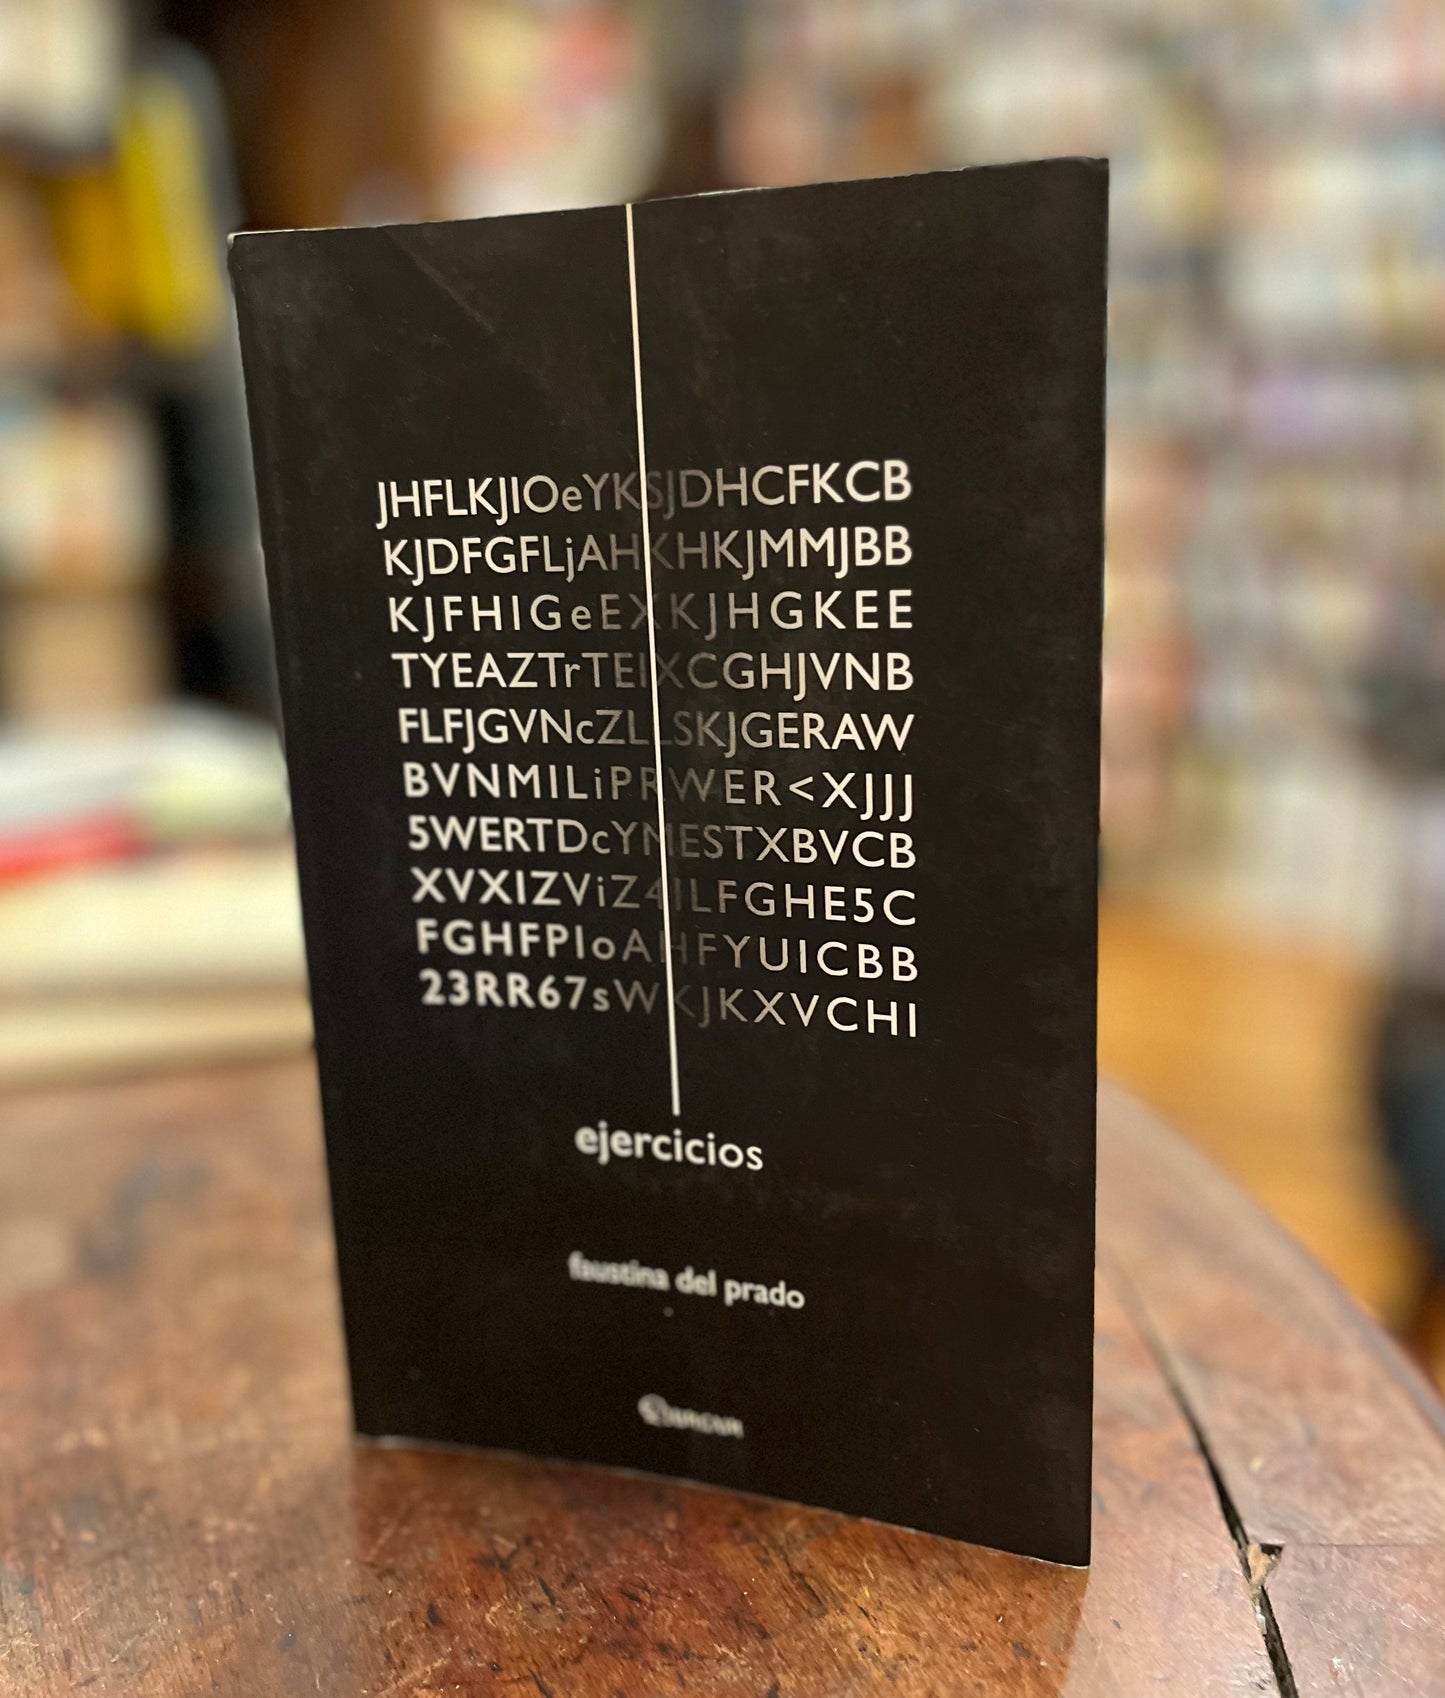 JHFLKJIOeYKSJDHCFKCB
KJDFGFLjAHKHKJMMJBB
KJFHIGeEXKJHGKEE
TYEAZTrTEIXCGHJVNB
FLFJGVNcZLLSKJGERAW
BVNMILiPRWER<XJJJ
5WERTDcYNESTXBVCB
XVXIZViZ4ILFGHE5C
FGHFPIoAHFYUICBB
23RR67sWKJKXVCHI
ejercicios
faustina del prado